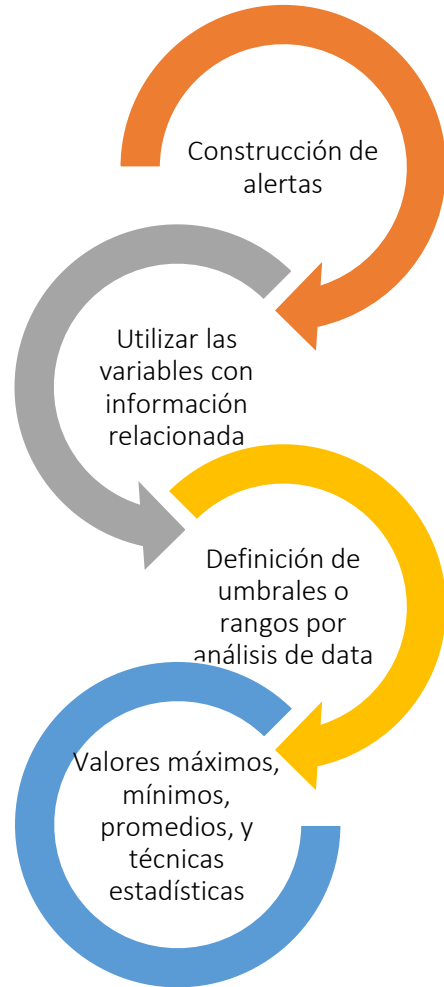 Construcción de
alertas
Utilizar las
variables con
información
relacionada
Definición de
umbrales o
rangos por
análisis de data
Valores máximos,
mínimos,
promedios, y
técnicas
estadísticas